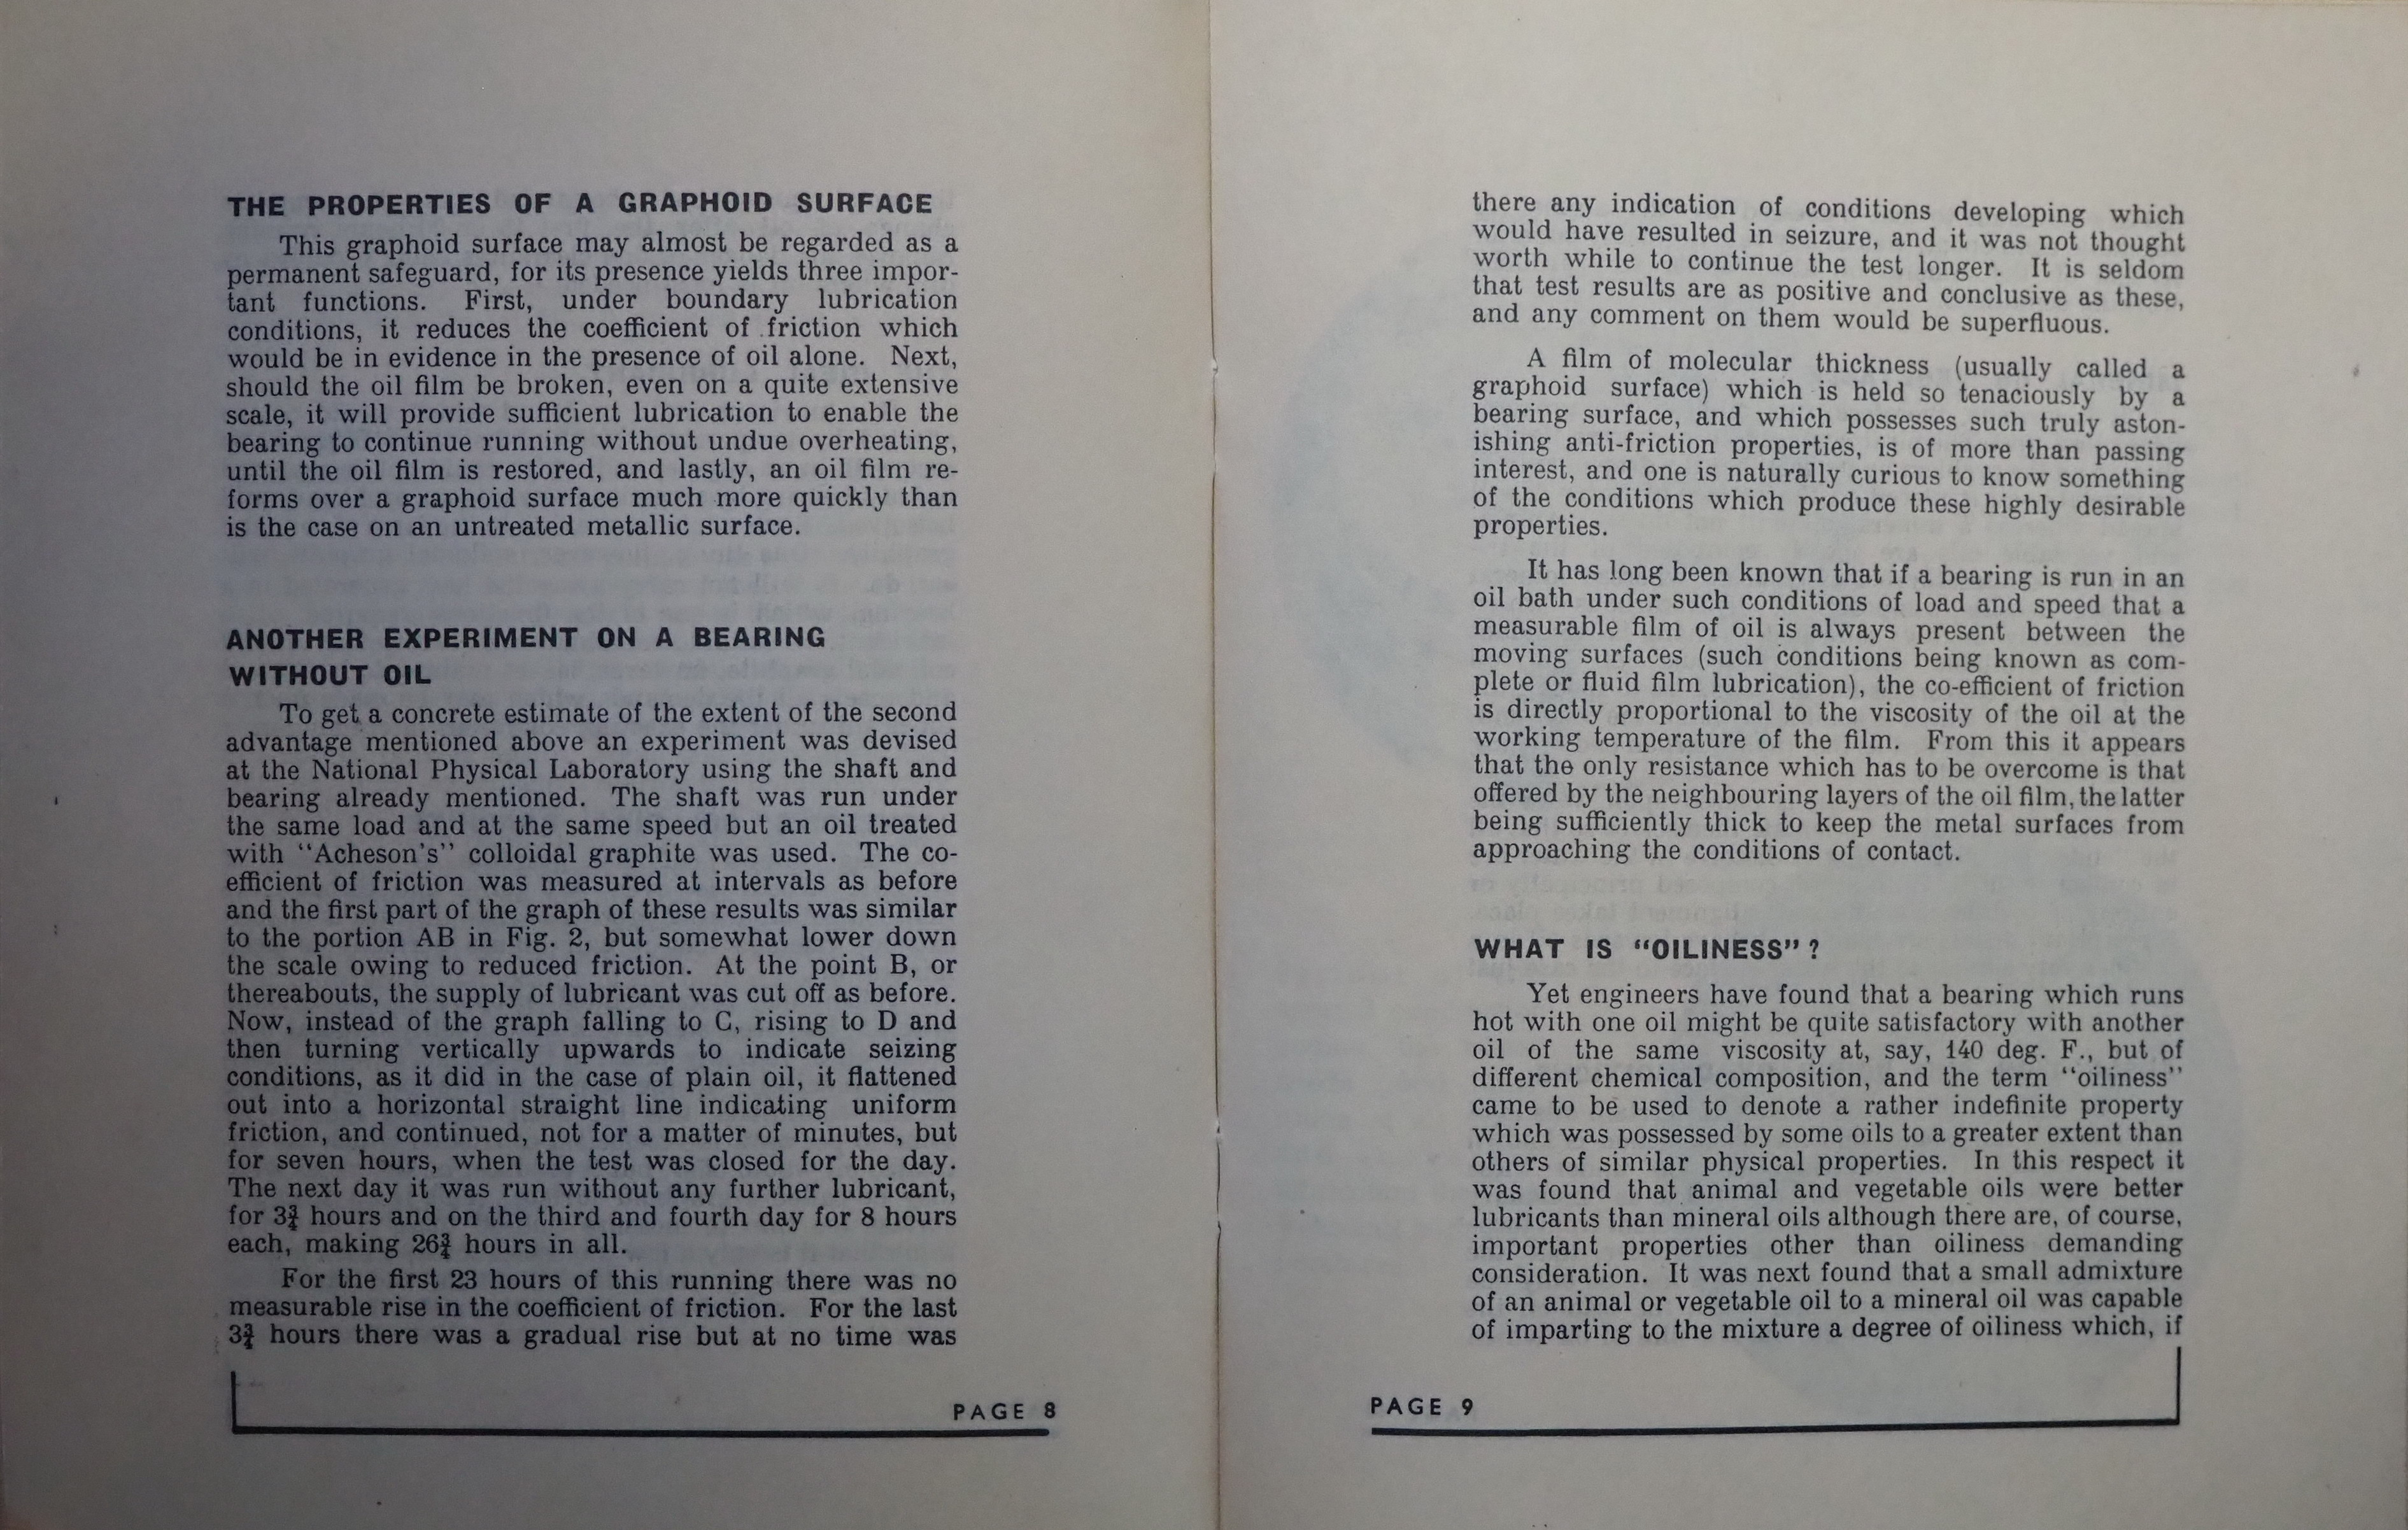 THE PROPERTIES OF A GRAPHOID SURFACE
This graphoid surface may almost be regarded as a
permanent safeguard, for its presence yields three impor-
tant functions. First, under boundary lubrication
conditions, it reduces the coefficient of friction which
would be in evidence in the presence of oil alone. Next,
should the oil film be broken, even on a quite extensive
scale, it will provide sufficient lubrication to enable the
bearing to continue running without undue overheating,
until the oil film is restored, and lastly, an oil film re-
forms over a graphoid surface much more quickly than
is the case on an untreated metallic surface.
ANOTHER EXPERIMENT ON A BEARING
WITHOUT OIL
To get a concrete estimate of the extent of the second
advantage mentioned above an experiment was devised
at the National Physical Laboratory using the shaft and
bearing already mentioned. The shaft was run under
the same load and at the same speed but an oil treated
with "Acheson's" colloidal graphite was used. The co-
efficient of friction was measured at intervals as before
and the first part of the graph of these results was similar
to the portion AB in Fig. 2, but somewhat lower down
the scale owing to reduced friction. At the point B, or
thereabouts, the supply of lubricant was cut off as before.
Now, instead of the graph falling to C, rising to D and
then turning vertically upwards to indicate seizing
conditions, as it did in the case of plain oil, it flattened
out into a horizontal straight line indicating uniform
friction, and continued, not for a matter of minutes, but
for seven hours, when the test was closed for the day.
The next day it was run without any further lubricant,
for 3¾ hours and on the third and fourth day for 8 hours
each, making 26¾ hours in all.
For the first 23 hours of this running there was no
measurable rise in the coefficient of friction. For the last
3¾ hours there was a gradual rise but at no time was
PAGE 8
there any indication of conditions developing which
would have resulted in seizure, and it was not thought
worth while to continue the test longer. It is seldom
that test results are as positive and conclusive as these,
and any comment on them would be superfluous.
A film of molecular thickness (usually called a
graphoid surface) which is held so tenaciously by a
bearing surface, and which possesses such truly aston-
ishing anti-friction properties, is of more than passing
interest, and one is naturally curious to know something
of the conditions which produce these highly desirable
properties.
It has long been known that if a bearing is run in an
oil bath under such conditions of load and speed that a
measurable film of oil is always present between the
moving surfaces (such conditions being known as com-
plete or fluid film lubrication), the co-efficient of friction
is directly proportional to the viscosity of the oil at the
working temperature of the film. From this it appears
that the only resistance which has to be overcome is that
offered by the neighbouring layers of the oil film, the latter
being sufficiently thick to keep the metal surfaces from
approaching the conditions of contact.
WHAT IS "OILINESS"?
Yet engineers have found that a bearing which runs
hot with one oil might be quite satisfactory with another
oil of the same viscosity at, say, 140 deg. F., but of
different chemical composition, and the term "oiliness"
came to be used to denote a rather indefinite property
which was possessed by some oils to a greater extent than
others of similar physical properties. In this respect it
was found that animal and vegetable oils were better
lubricants than mineral oils although there are, of course,
important properties other than oiliness demanding
consideration. It was next found that a small admixture
of an animal or vegetable oil to a mineral oil was capable
of imparting to the mixture a degree of oiliness which, if
PAGE 9